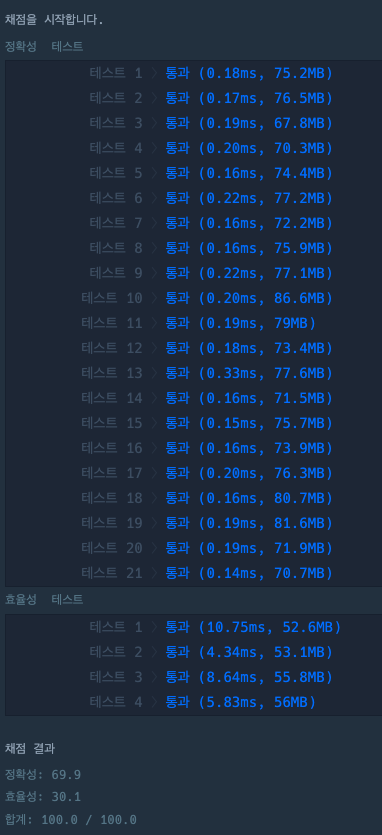 채점을 시작합니다.
정확성 테스트
테스트 1 〉 통과 (0.18ms, 75.2MB)
테스트 2 〉 통과 (0.17ms, 76.5MB)
테스트 3 〉 통과 (0.19ms, 67.8MB)
테스트 4 〉 통과 (0.20ms, 70.3MB)
테스트 5 〉 통과 (0.16ms, 74.4MB)
테스트 6 〉 통과 (0.22ms, 77.2MB)
테스트 7 〉 통과 (0.16ms, 72.2MB)
테스트 8 〉 통과 (0.16ms, 75.9MB)
테스트 9 〉 통과 (0.22ms, 77.1MB)
테스트 10 〉 통과 (0.20ms, 86.6MB)
테스트 11 〉 통과 (0.19ms, 79MB)
테스트 12 〉 통과 (0.18ms, 73.4MB)
테스트 13 〉 통과 (0.33ms, 77.6MB)
테스트 14 〉 통과 (0.16ms, 71.5MB)
테스트 15 〉 통과 (0.15ms, 75.7MB)
테스트 16 〉 통과 (0.16ms, 73.9MB)
테스트 17 〉 통과 (0.20ms, 76.3MB)
테스트 18 〉 통과 (0.16ms, 80.7MB)
테스트 19 〉 통과 (0.19ms, 81.6MB)
테스트 20 〉 통과 (0.19ms, 71.9MB)
테스트 21 〉 통과 (0.14ms, 70.7MB)
효율성 테스트
테스트 1 〉 통과 (10.75ms, 52.6MB)
테스트 2 〉 통과 (4.34ms, 53.1MB)
테스트 3 〉 통과 (8.64ms, 55.8MB)
테스트 4 〉 통과 (5.83ms, 56MB)
채점 결과
정확성: 69.9
효율성: 30.1
합계: 100.0 / 100.0